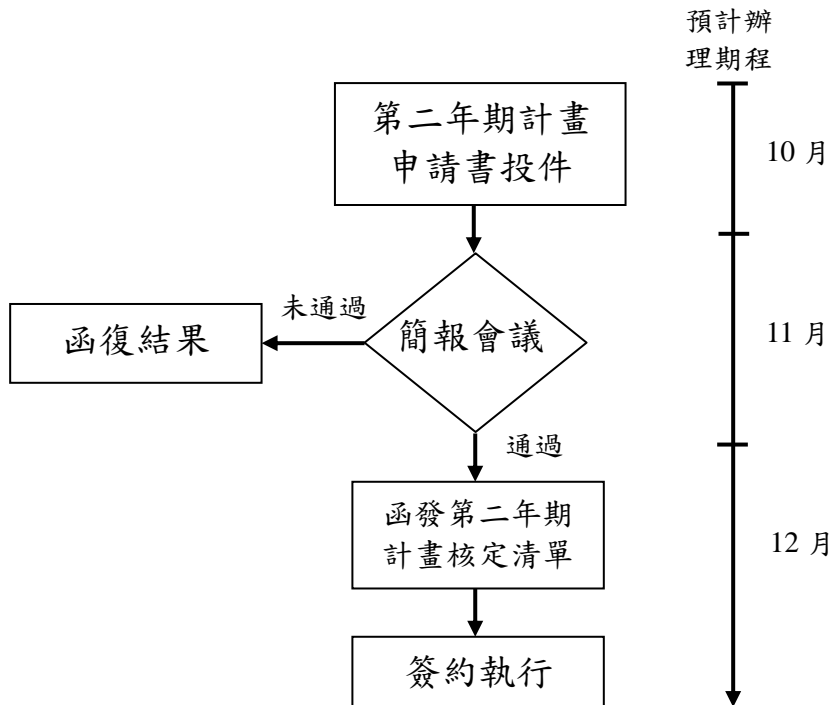 預計辦
理期程
第二年期計畫
申請書投件
10 月
未通過
函復結果
簡報會議
11 月
通過
函發第二年期
計畫核定清單
12 月
簽約執行